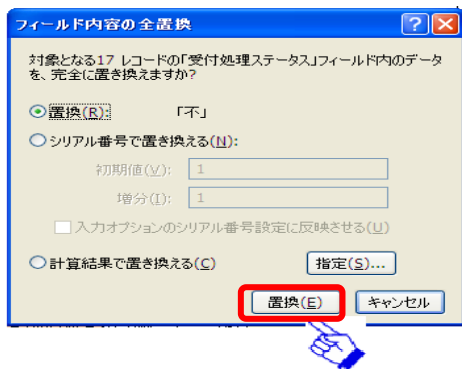 フィールド内容の全置換
対象となる17 レコードの「受付処理ステータス」フィールド内のデータ
を、完全に置き換えますか?
置換(R): 「不」
シリアル番号で置き換える(N):
初期値(V): 1
増分(I): 1
入力オプションのシリアル番号設定に反映させる(U)
計算結果で置き換える(C) 指定(S)...
置換(E) キャンセル